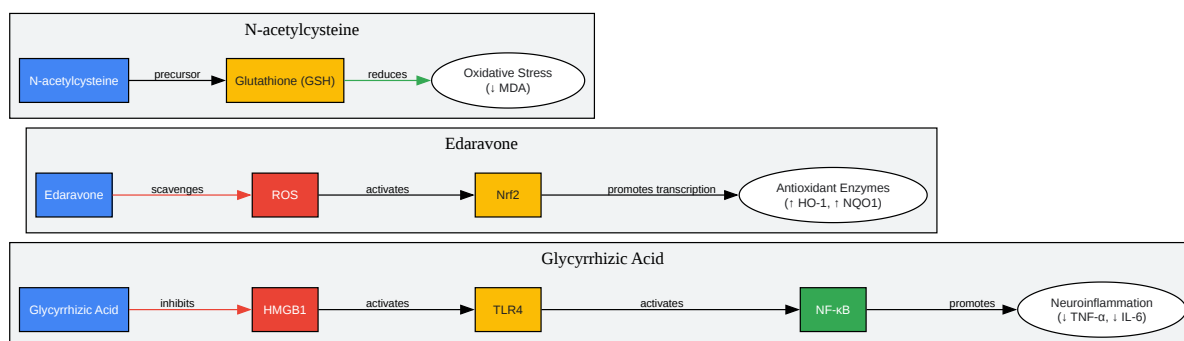 N-acetylcysteine
N-acetylcysteine
precursor
Glutathione (GSH)
reduces
Oxidative Stress
(↓ MDA)
Edaravone
Edaravone
scavenges
ROS
activates
Nrf2
promotes transcription
Antioxidant Enzymes
(↑ HO-1, ↑ NQO1)
Glycyrrhizic Acid
Glycyrrhizic Acid
inhibits
HMGB1
activates
TLR4
activates
NF-κB
promotes
Neuroinflammation
(↓ TNF-α, ↓ IL-6)